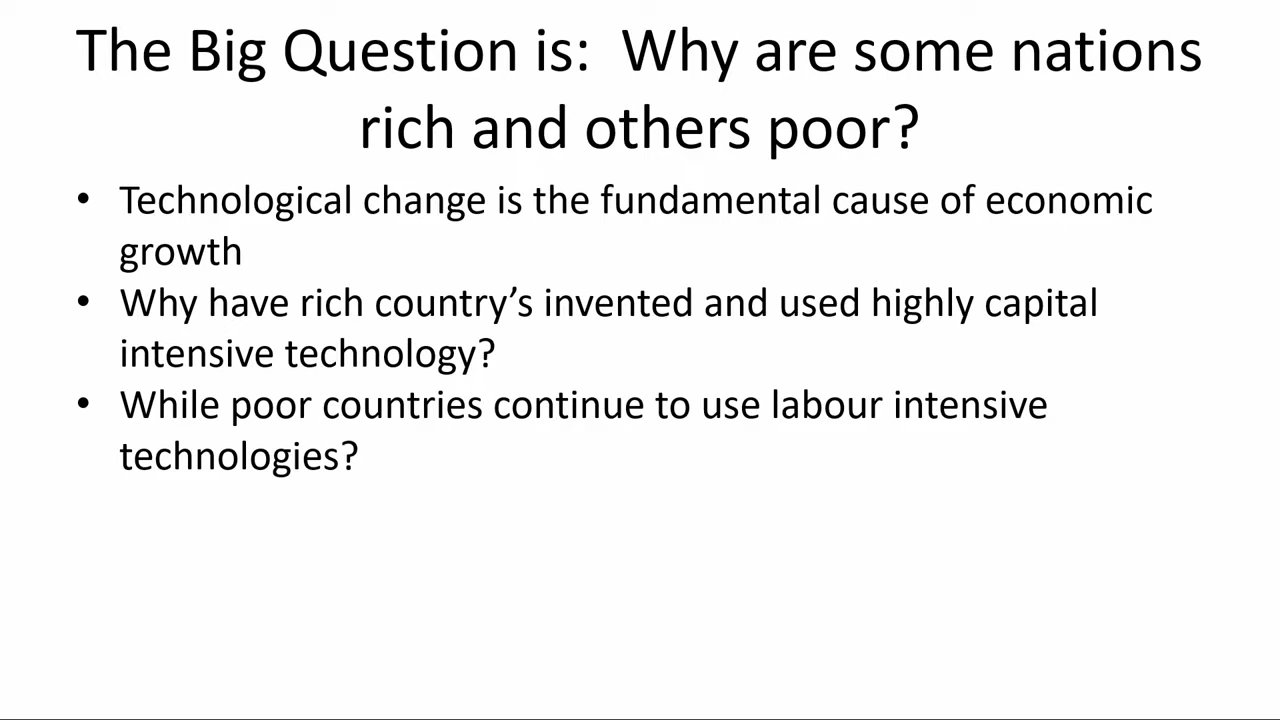 The Big Question is:  Why are some nations
rich and others poor?
• Technological change is the fundamental cause of economic
growth
• Why have rich country’s invented and used highly capital
intensive technology?
• While poor countries continue to use labour intensive
technologies?